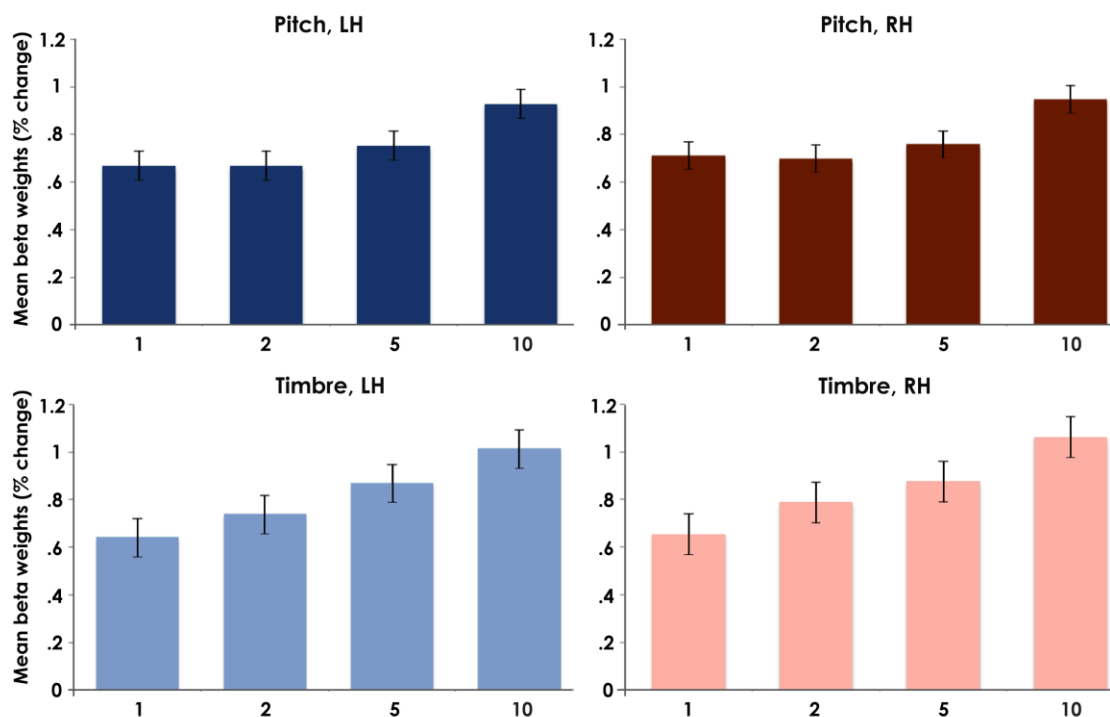 Pitch, LH
Mean beta weights (% change)
1.2
1
.8
.6
.4
.2
0
1 2 5 10
Pitch, RH
1.2
1
.8
.6
.4
.2
0
1 2 5 10
Timbre, LH
Mean beta weights (% change)
1.2
1
.8
.6
.4
.2
0
1 2 5 10
Timbre, RH
1.2
1
.8
.6
.4
.2
0
1 2 5 10